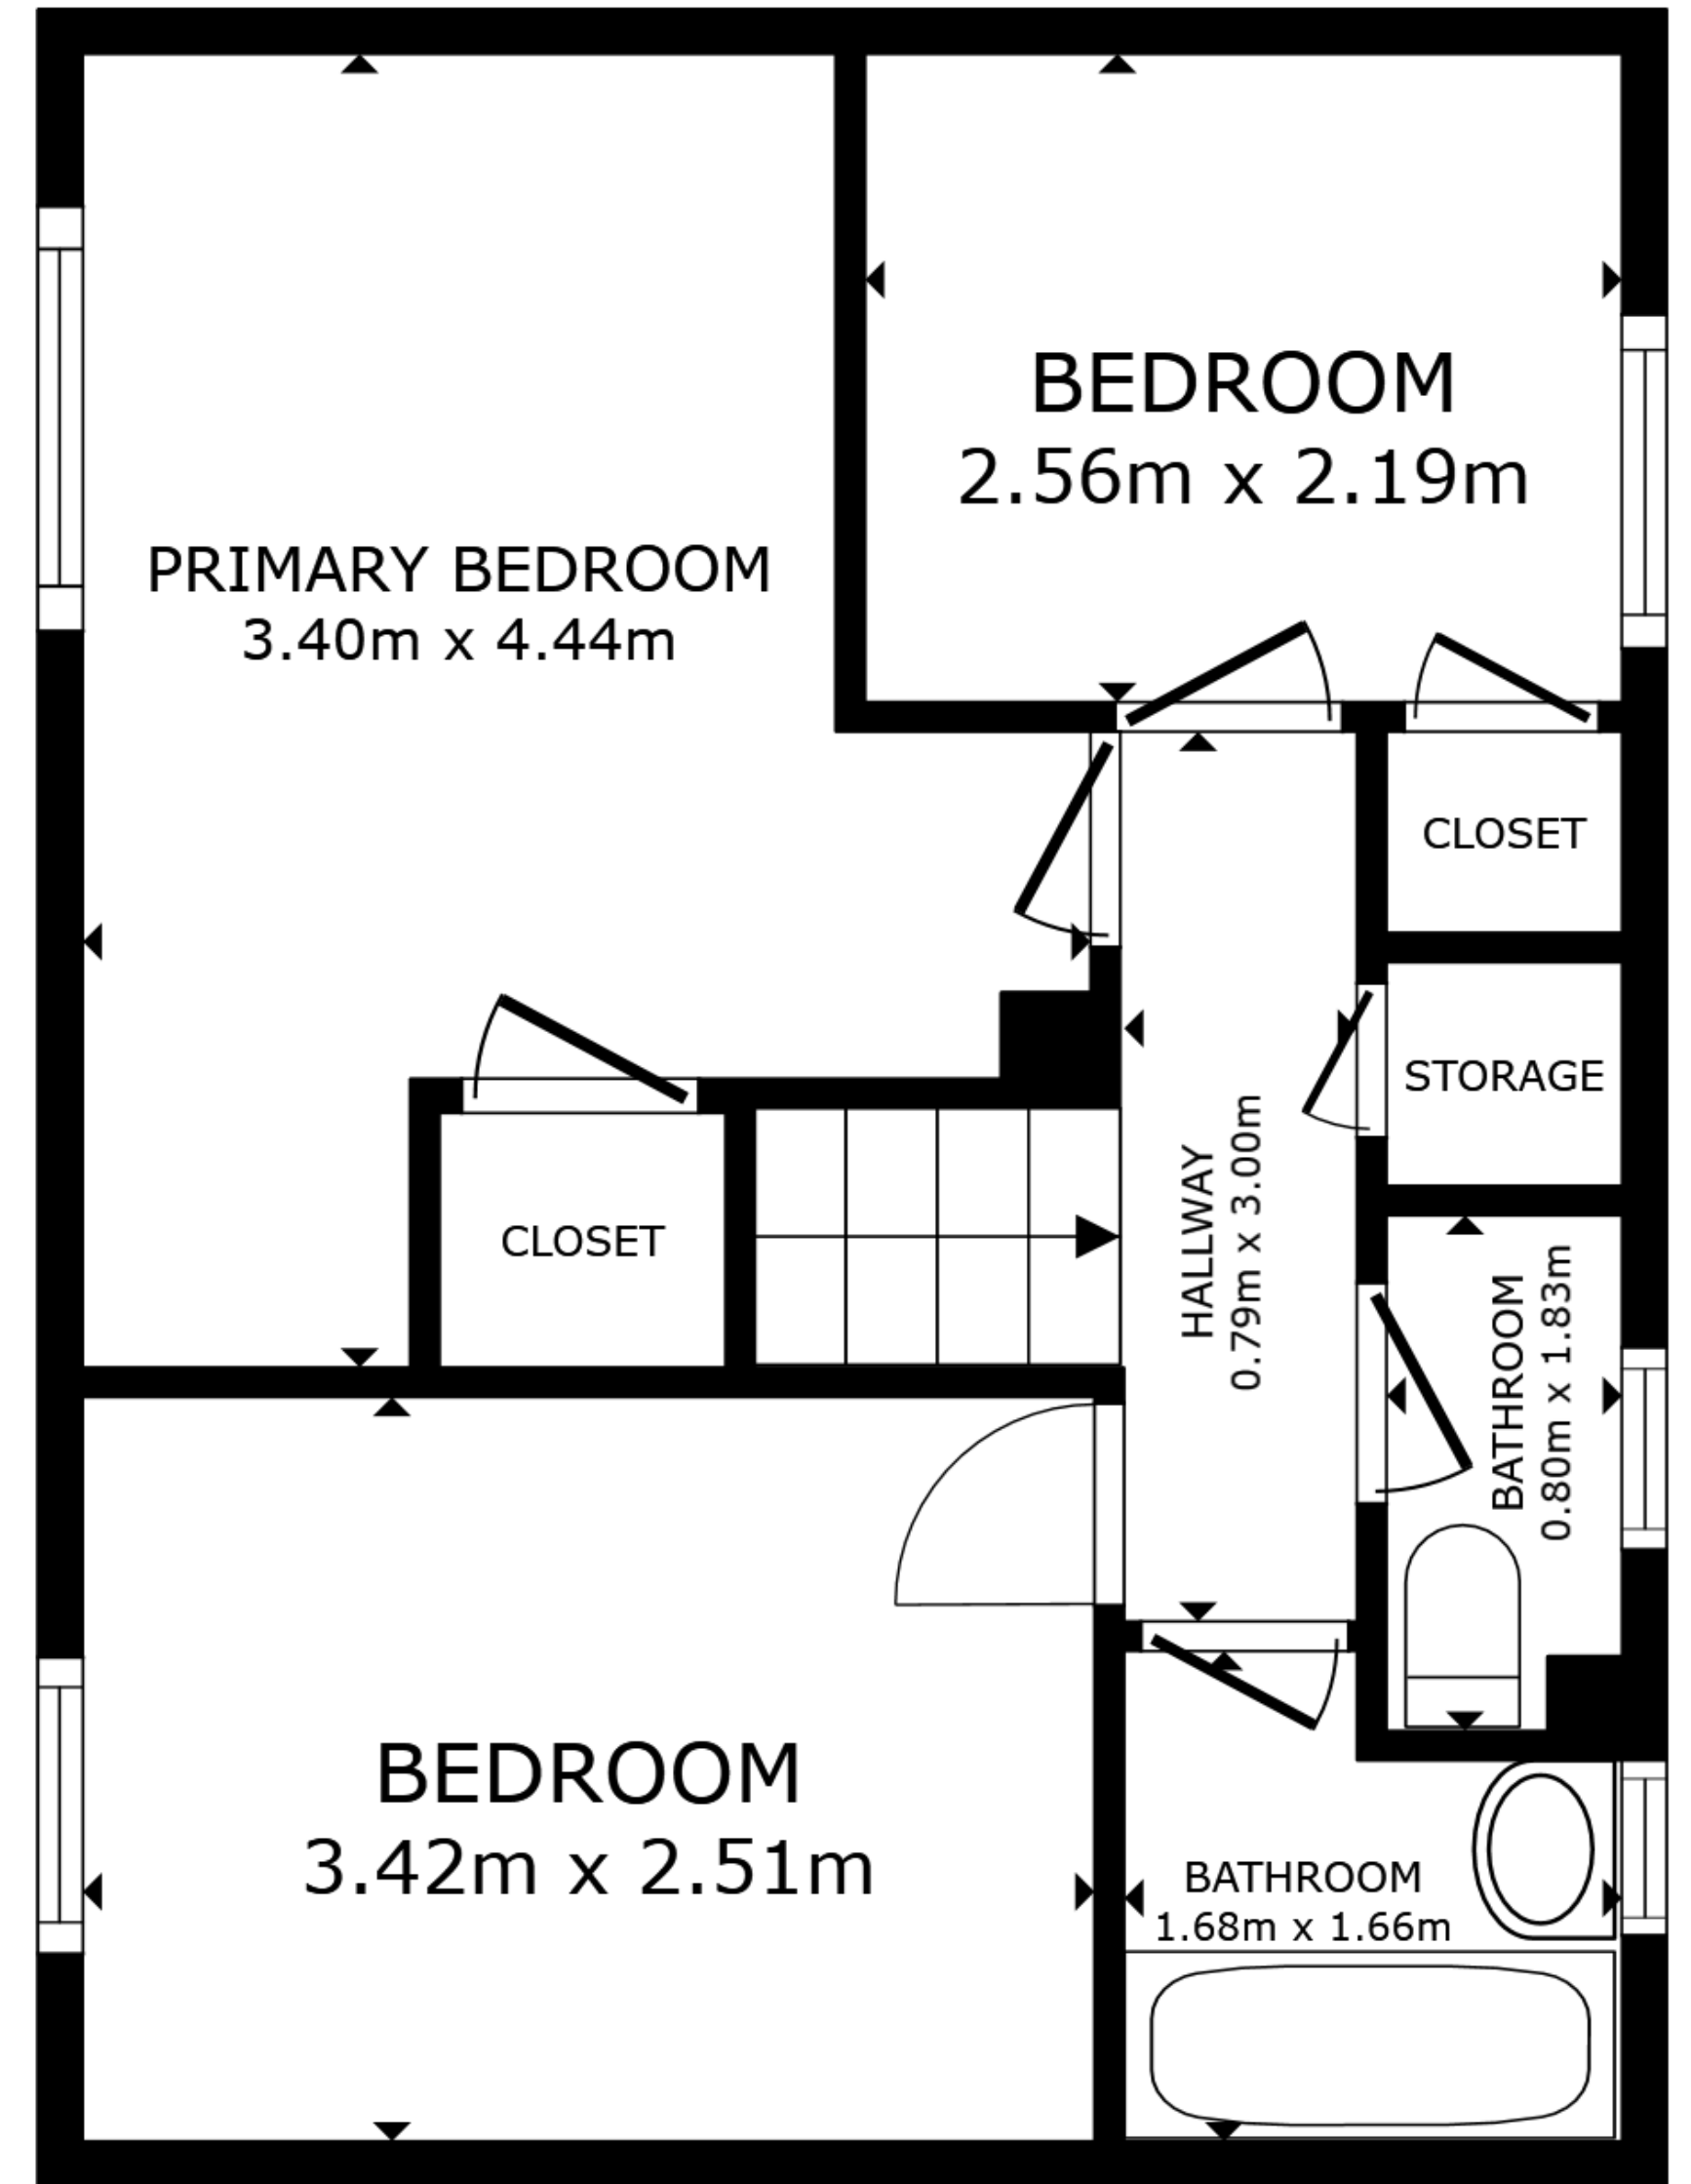 BEDROOM
2.56m x 2.19m
PRIMARY BEDROOM
3.40m x 4.44m
CLOSET
STORAGE
CLOSET
HALLWAY
0.79m x 3.00m
BATHROOM
0.80m x 1.83m
BEDROOM
3.42m x 2.51m
BATHROOM
1.68m x 1.66m